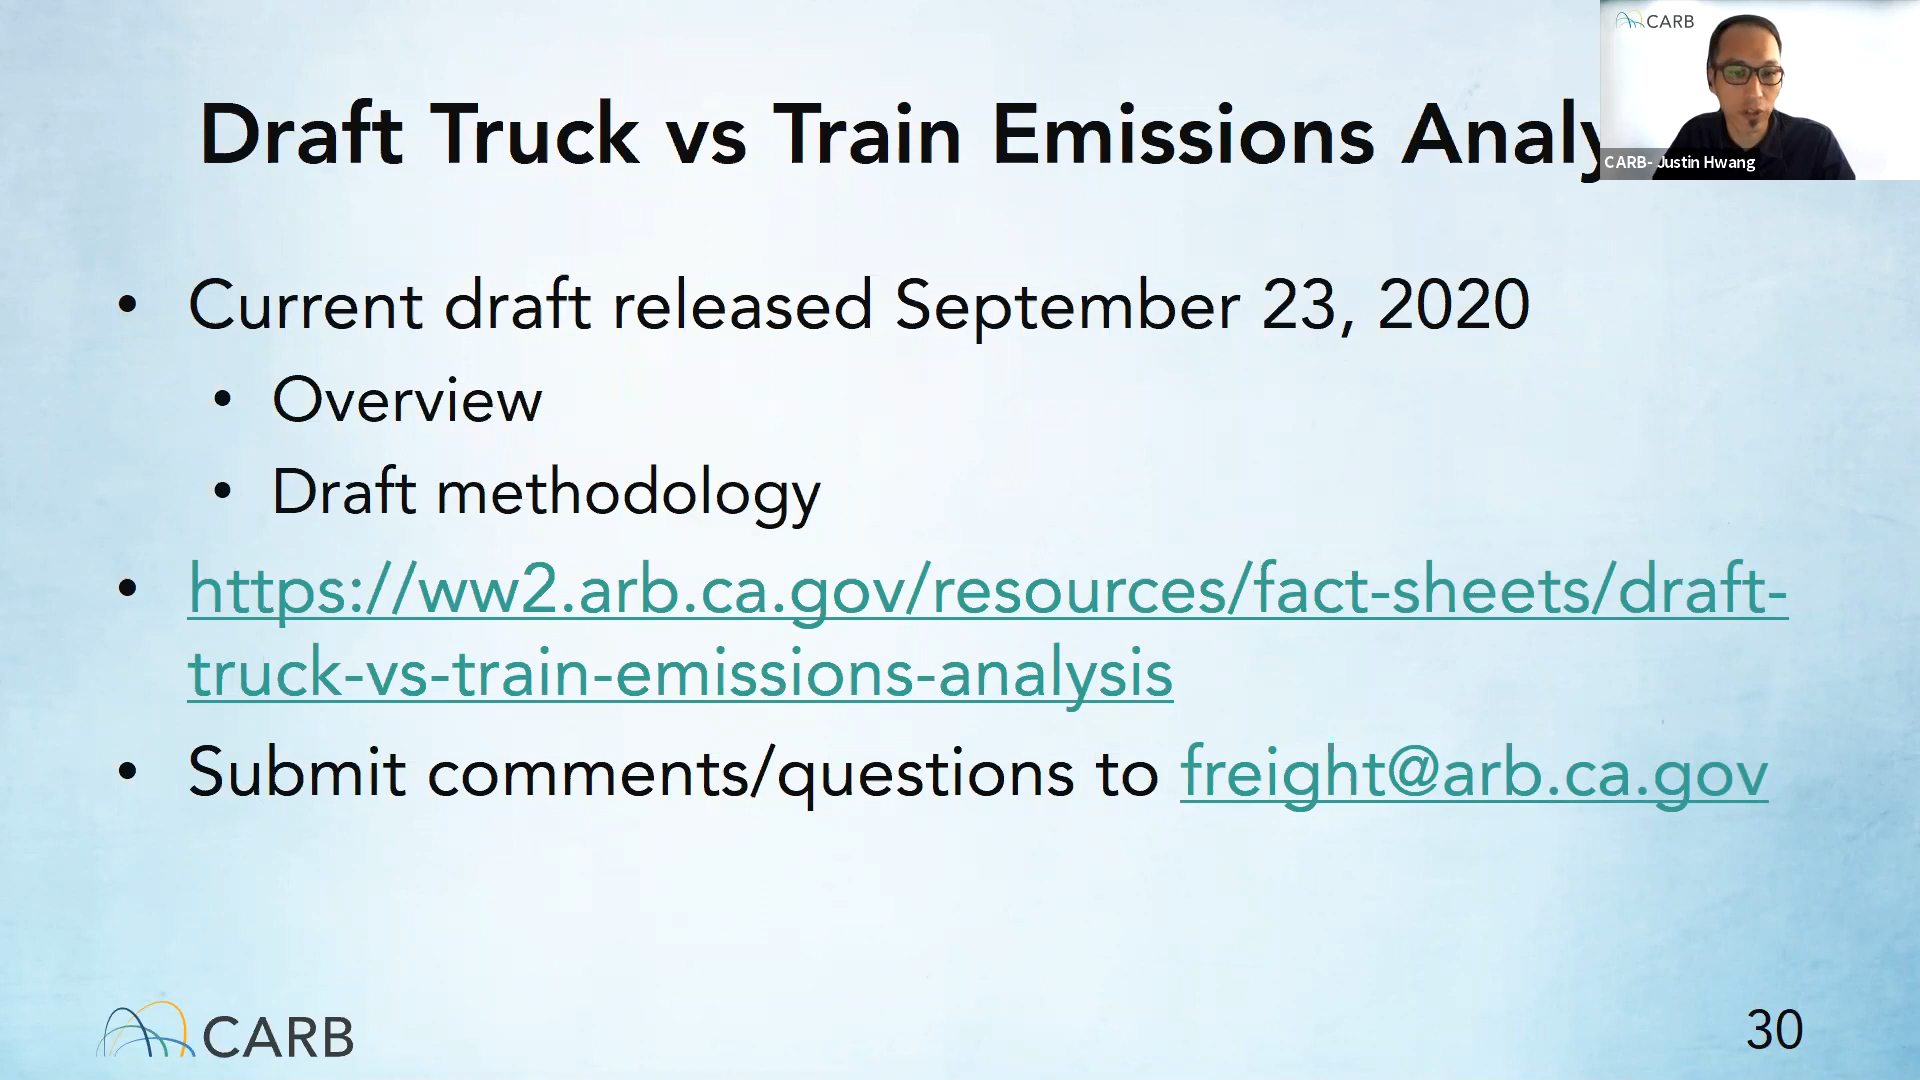 CARB
Draft Truck vs Train Emissions Analy
CARB- Justin Hwang
• Current draft released September 23, 2020
• Overview
• Draft methodology
• https://ww2.arb.ca.gov/resources/fact-sheets/draft-
truck-vs-train-emissions-analysis
• Submit comments/questions to freight@arb.ca.gov
CARB
30